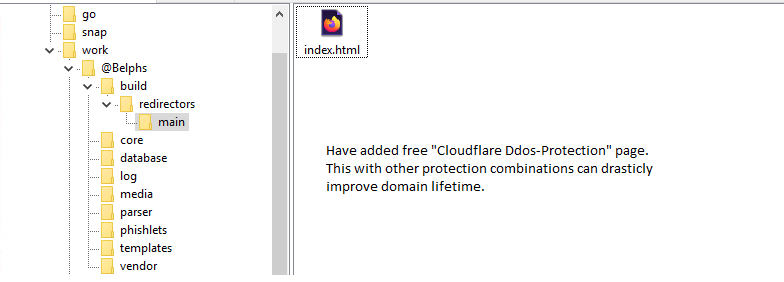 go
snap
work
@Belphs
build
redirectors
main
core
database
log
media
parser
phishlets
templates
vendor
index.html
Have added free "Cloudflare Ddos-Protection" page.
This with other protection combinations can drasticly
improve domain lifetime.